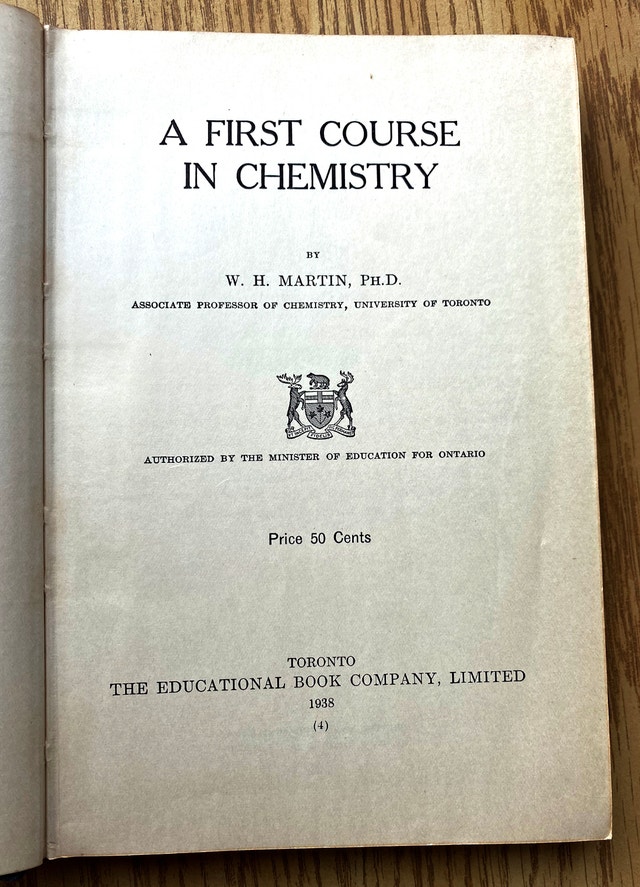 A FIRST COURSE
IN CHEMISTRY
BY
W. H. MARTIN, PH.D.
ASSOCIATE PROFESSOR OF CHEMISTRY, UNIVERSITY OF TORONTO
AUTHORIZED BY THE MINISTER OF EDUCATION FOR ONTARIO
Price 50 Cents
TORONTO
THE EDUCATIONAL BOOK COMPANY, LIMITED
1938
(4)